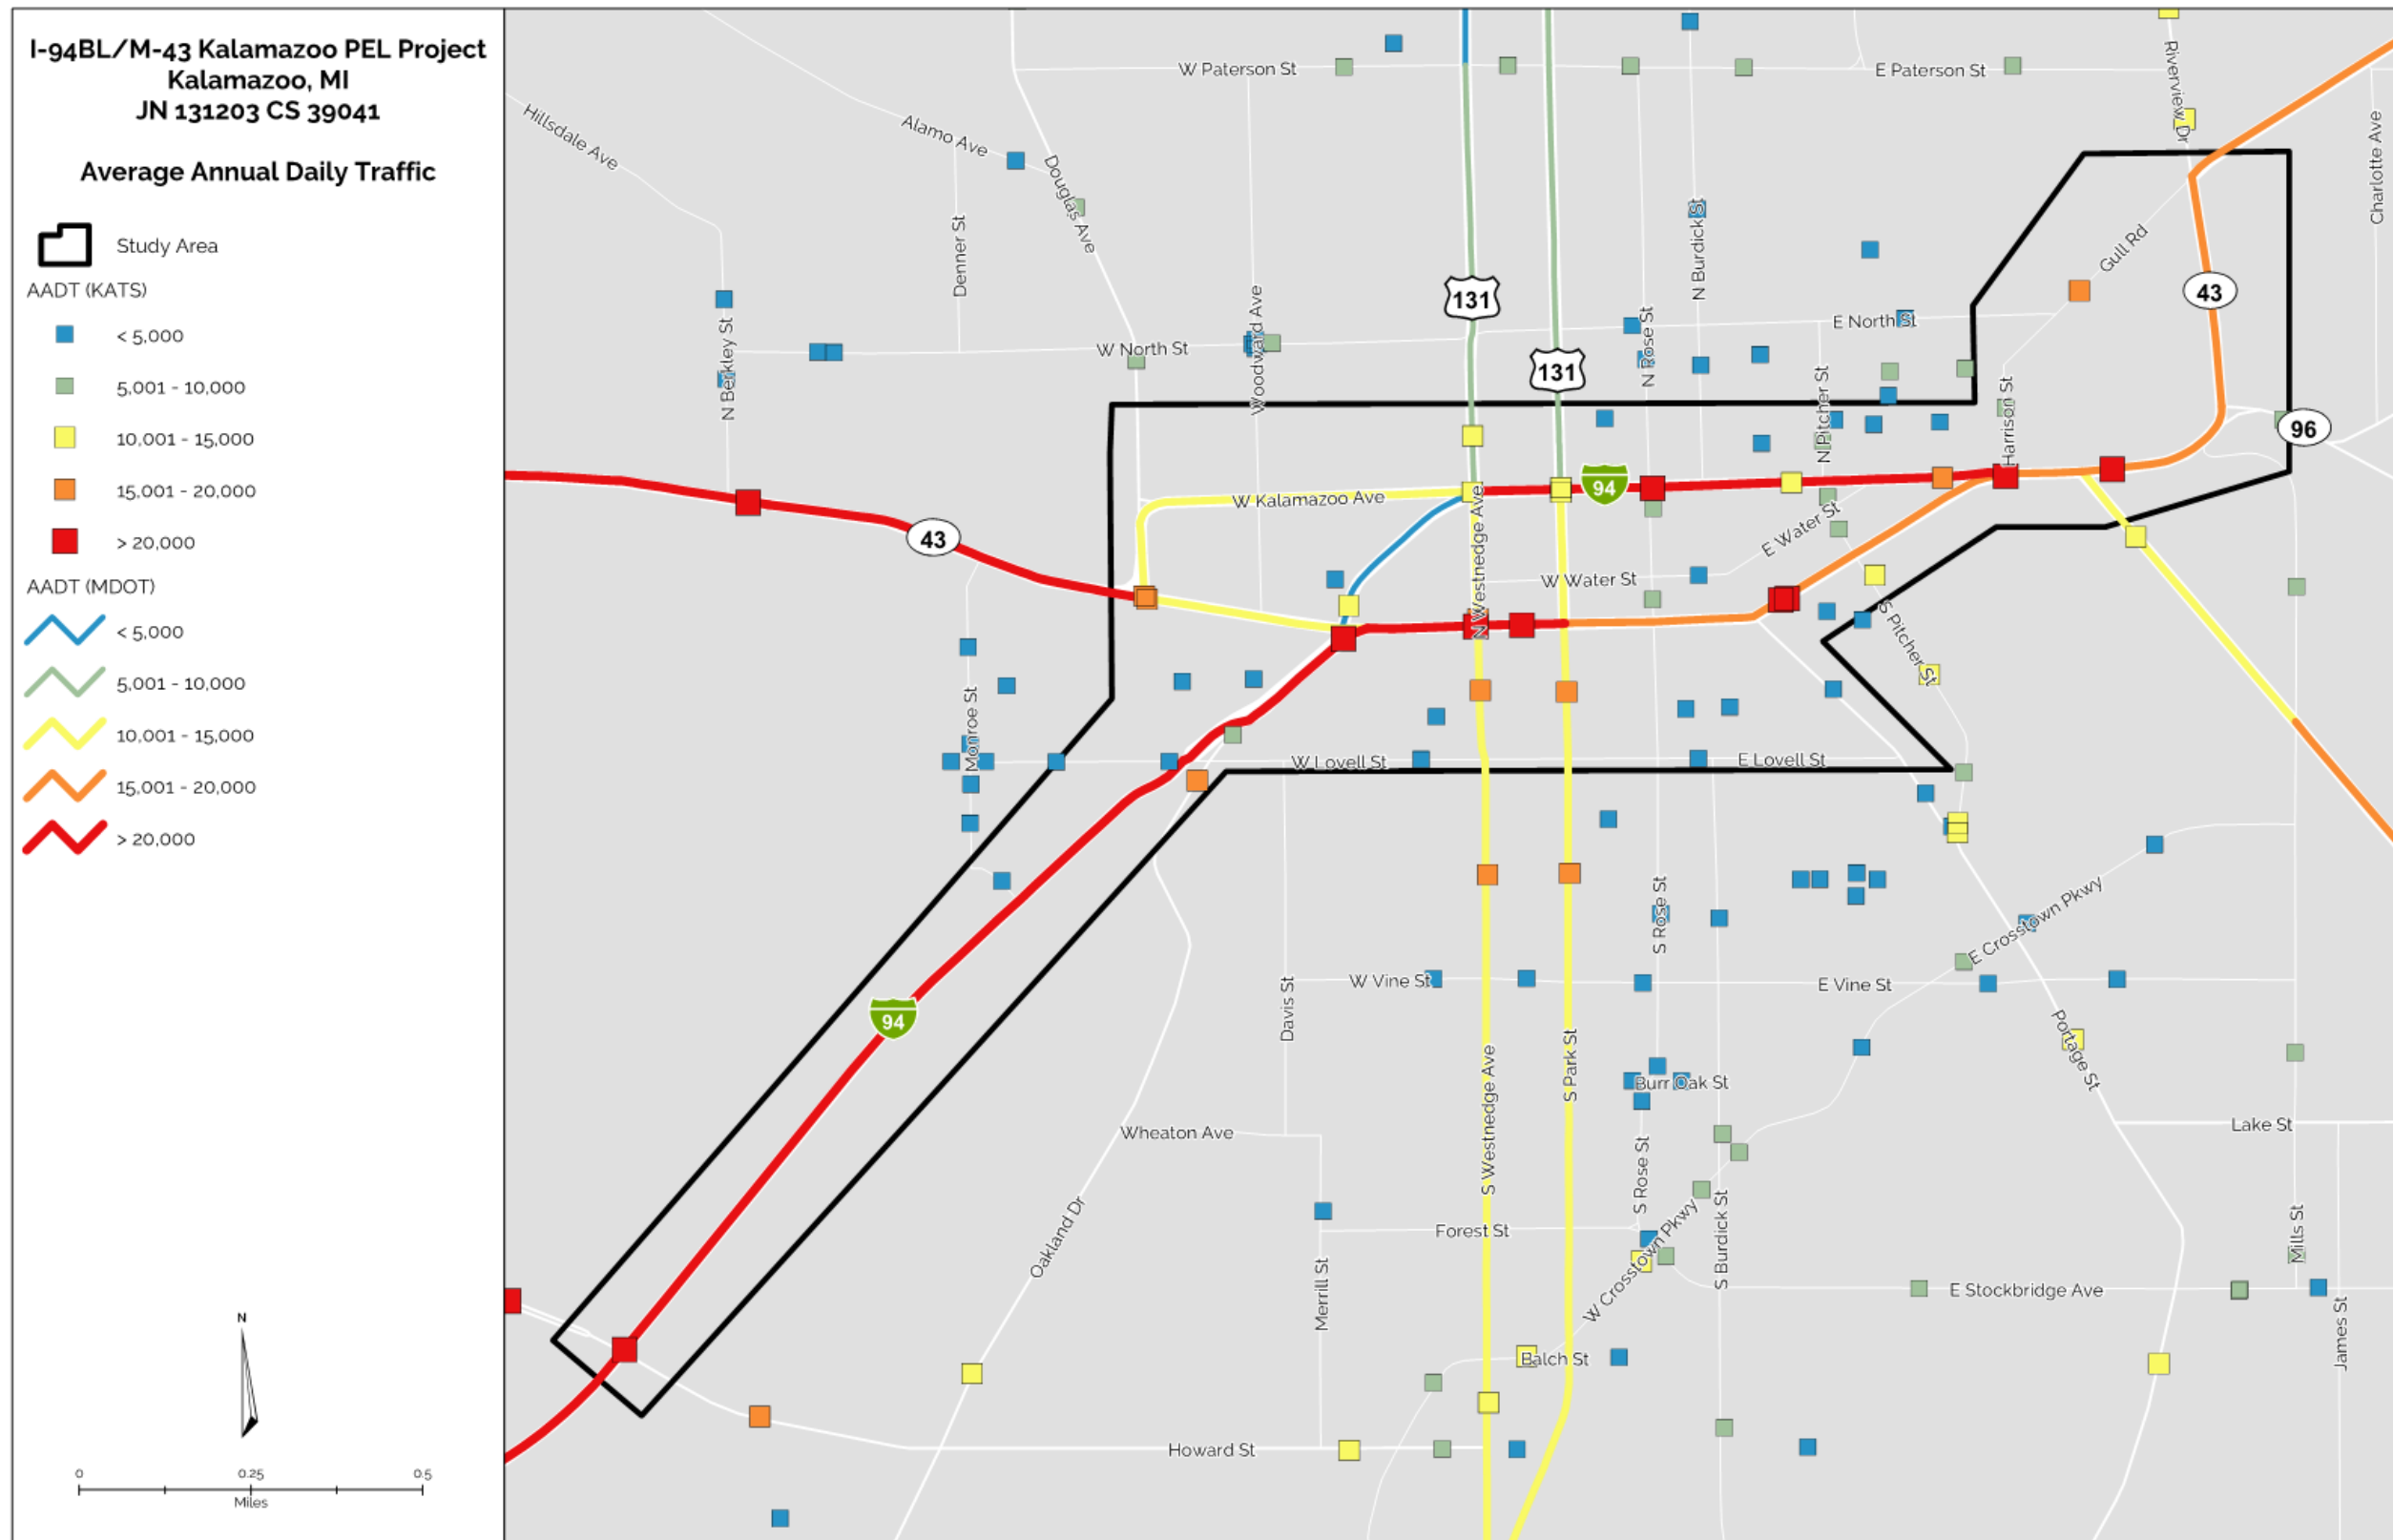 I-94BL/M-43 Kalamazoo PEL Project
Kalamazoo, MI
JN 131203 CS 39041
Average Annual Daily Traffic
Study Area
AADT (KATS)
< 5,000
5,001 - 10,000
10,001 - 15,000
15,001 - 20,000
> 20,000
AADT (MDOT)
< 5,000
5,001 - 10,000
10,001 - 15,000
15,001 - 20,000
> 20,000
N
0 0.25 0.5
Miles
W Paterson St
E Paterson St
Riverview Dr
Hillsdale Ave
Alamo Ave
Douglas Ave
Charlotte Ave
Denner St
N Burdick St
Gull Rd
131
43
Woodward Ave
N Rose St
E North St
W North St
N Berkley St
131
N Pitcher St
Harrison St
96
W Kalamazoo Ave
94
43
N Westnedge Ave
E Water St
W Water St
S Pitcher St
Monroe St
W Lovell St
E Lovell St
S Rose St
E Crosstown Pkwy
W Vine St
E Vine St
Davis St
94
Portage St
S Westnedge Ave
S Park St
Burr Oak St
Wheaton Ave
Lake St
S Rose St
Oakland Dr
Forest St
S Burdick St
Mills St
Merrill St
W Crosstown Pkwy
E Stockbridge Ave
James St
Balch St
Howard St